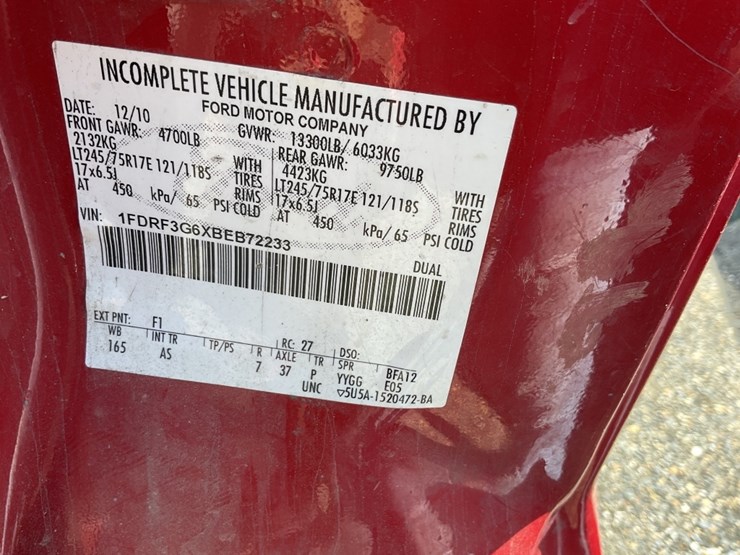 INCOMPLETE VEHICLE MANUFACTURED BY
FORD MOTOR COMPANY
DATE: 12/10 GVWR: 13300LB/ 6033KG
FRONT GAWR: 4700LB REAR GAWR: 9750LB
2132KG WITH 4423KG WITH
LT245/75R17E 121/118S TIRES LT245/75R17E 121/118S TIRES
17x6.5J RIMS 17x6.5J RIMS
AT 450 kPa/ 65 PSI COLD AT 450 kPa/ 65 PSI COLD
VIN: 1FDRF3G6XBEB72233
DUAL
EXT PNT: F1 RC: 27 DSO:
WB INT TR TP/PS R AXLE TR SPR BFA12
165 AS 7 37 P YYGG E05
UNC ▽5U5A-1520472-BA